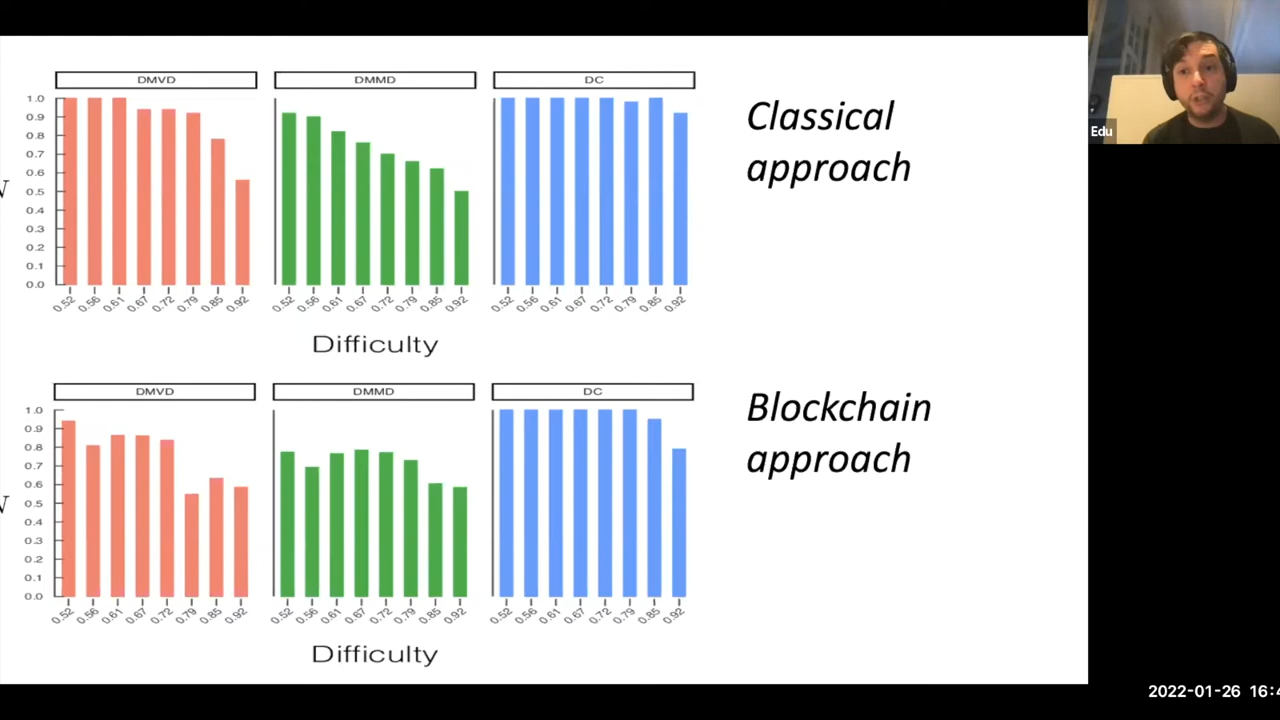 DMVD DMMD DC
1.0
0.9
0.8
0.7
0.6
0.5
0.4
0.3
0.2
0.1
0.0
0.52 0.56 0.61 0.67 0.72 0.79 0.85 0.92
0.52 0.56 0.61 0.67 0.72 0.79 0.85 0.92
0.52 0.56 0.61 0.67 0.72 0.79 0.85 0.92
Difficulty
Classical
approach
Edu
DMVD DMMD DC
1.0
0.9
0.8
0.7
0.6
0.5
0.4
0.3
0.2
0.1
0.0
0.52 0.56 0.61 0.67 0.72 0.79 0.85 0.92
0.52 0.56 0.61 0.67 0.72 0.79 0.85 0.92
0.52 0.56 0.61 0.67 0.72 0.79 0.85 0.92
Difficulty
Blockchain
approach
2022-01-26 16:4